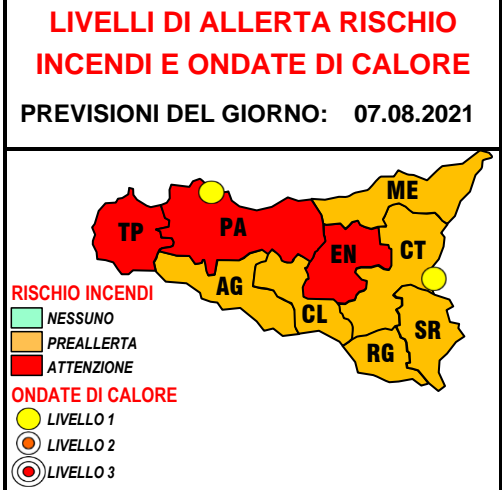 LIVELLI DI ALLERTA RISCHIO
INCENDI E ONDATE DI CALORE
PREVISIONI DEL GIORNO: 07.08.2021
ME
TP
PA
EN
CT
AG
CL
SR
RG
RISCHIO INCENDI
NESSUNO
PREALLERTA
ATTENZIONE
ONDATE DI CALORE
LIVELLO 1
LIVELLO 2
LIVELLO 3